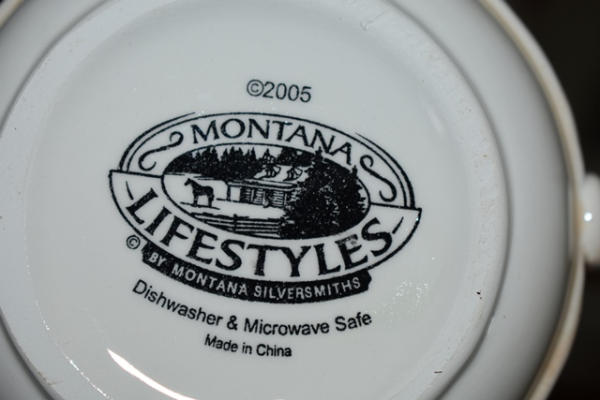 ©2005
MONTANA
LIFESTYLES
© BY MONTANA SILVERSMITHS
Dishwasher & Microwave Safe
Made in China